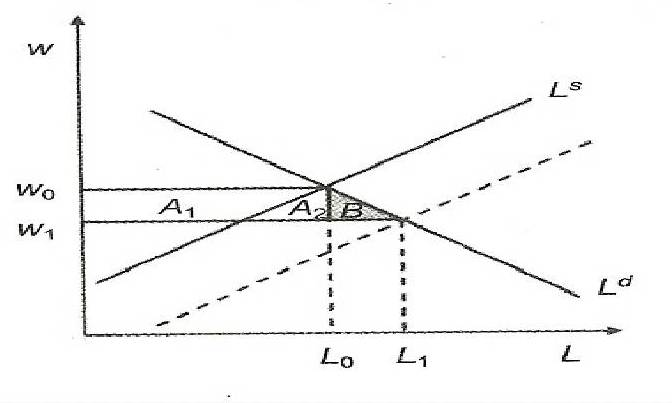 w
Lˢ
w₀
A₁ A₂ B
w₁
Lᵈ
L₀ L₁ L